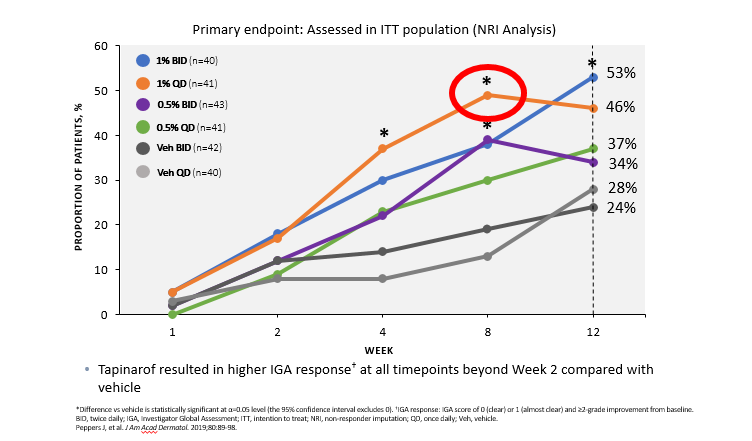 Primary endpoint: Assessed in ITT population (NRI Analysis)
PROPORTION OF PATIENTS, %
60
50
40
30
20
10
0
1% BID (n=40)
1% QD (n=41)
0.5% BID (n=43)
0.5% QD (n=41)
Veh BID (n=42)
Veh QD (n=40)
*
*
*
*
53%
46%
37%
34%
28%
24%
1 2 4 8 12
WEEK
• Tapinarof resulted in higher IGA response† at all timepoints beyond Week 2 compared with
vehicle
*Difference vs vehicle is statistically significant at α=0.05 level (the 95% confidence interval excludes 0). †IGA response: IGA score of 0 (clear) or 1 (almost clear) and ≥2-grade improvement from baseline.
BID, twice daily; IGA, Investigator Global Assessment; ITT, intention to treat; NRI, non-responder imputation; QD, once daily; Veh, vehicle.
Peppers J, et al. J Am Acad Dermatol. 2019;80:89-98.